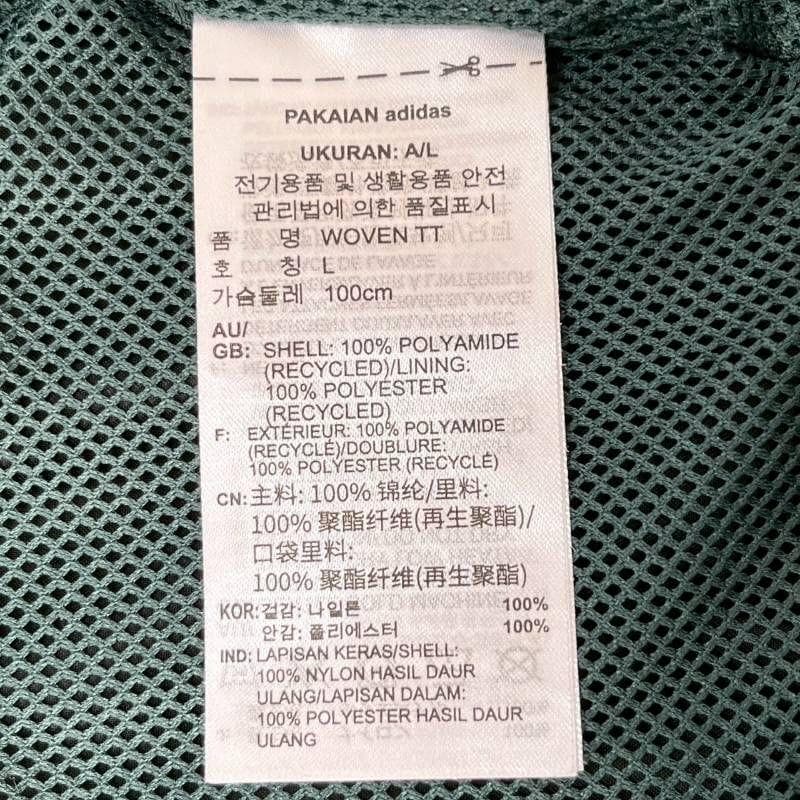 PAKAIAN adidas
UKURAN: A/L
전기용품 및 생활용품 안전
관리법에 의한 품질표시
품 명 WOVEN TT
호 칭 L
가슴둘레 100cm
AU/
GB: SHELL: 100% POLYAMIDE
(RECYCLED)/LINING:
100% POLYESTER
(RECYCLED)
F: EXTÉRIEUR: 100% POLYAMIDE
(RECYCLÉ)/DOUBLURE:
100% POLYESTER (RECYCLÉ)
CN: 主料: 100% 锦纶/里料:
100% 聚酯纤维(再生聚酯)/
口袋里料:
100% 聚酯纤维(再生聚酯)
KOR: 겉감: 나일론 100%
안감: 폴리에스터 100%
IND: LAPISAN KERAS/SHELL:
100% NYLON HASIL DAUR
ULANG/LAPISAN DALAM:
100% POLYESTER HASIL DAUR
ULANG